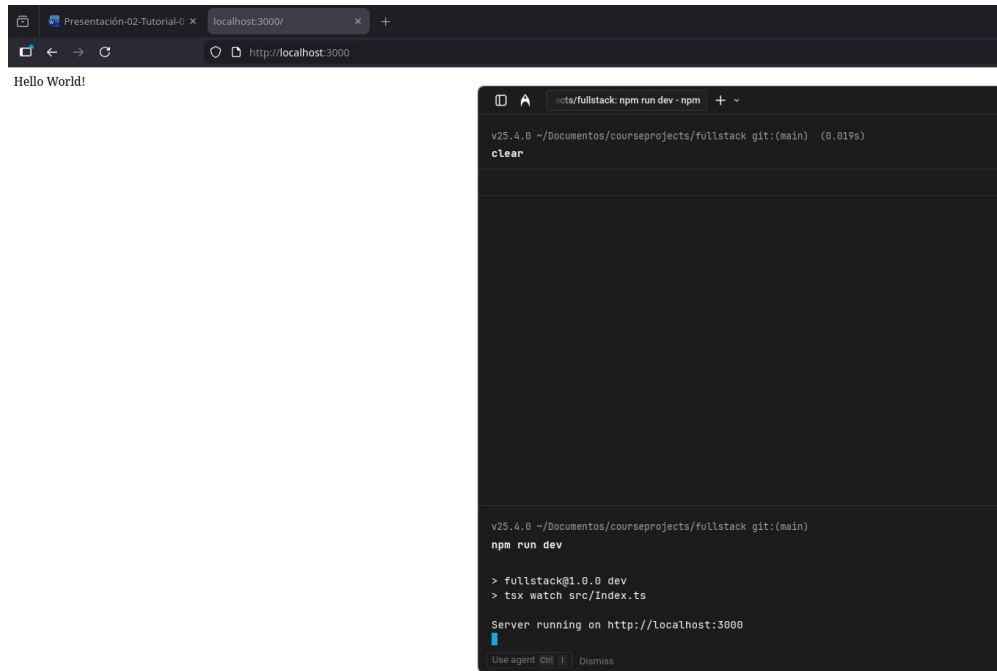 Presentación-02-Tutorial-0
localhost:3000/
http://localhost:3000
Hello World!
cts/fullstack: npm run dev - npm
v25.4.0 ~/Documentos/courseprojects/fullstack git:(main) (0.019s)
clear
v25.4.0 ~/Documentos/courseprojects/fullstack git:(main)
npm run dev
> fullstack@1.0.0 dev
> tsx watch src/Index.ts
Server running on http://localhost:3000
Use agent Ctrl I Dismiss